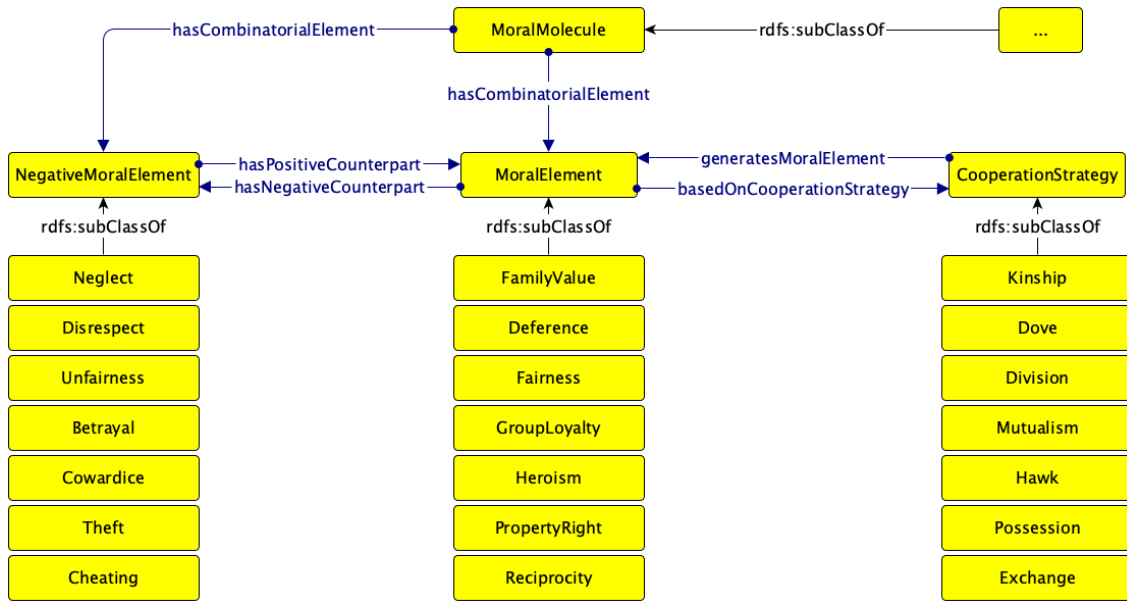 hasCombinatorialElement
MoralMolecule
rdfs:subClassOf
...
hasCombinatorialElement
NegativeMoralElement
hasPositiveCounterpart
hasNegativeCounterpart
MoralElement
generatesMoralElement
basedOnCooperationStrategy
CooperationStrategy
rdfs:subClassOf
rdfs:subClassOf
rdfs:subClassOf
Neglect
FamilyValue
Kinship
Disrespect
Deference
Dove
Unfairness
Fairness
Division
Betrayal
GroupLoyalty
Mutualism
Cowardice
Heroism
Hawk
Theft
PropertyRight
Possession
Cheating
Reciprocity
Exchange